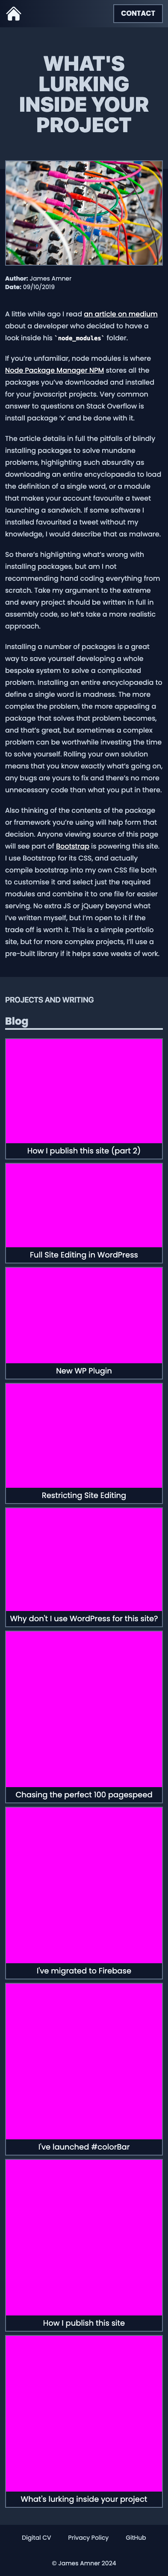 CONTACT
WHAT'S
LURKING
INSIDE YOUR
PROJECT
Author: James Amner
Date: 09/10/2019
A little while ago I read an article on medium
about a developer who decided to have a
look inside his `node_modules` folder.
If you're unfamiliar, node modules is where
Node Package Manager NPM stores all the
packages you've downloaded and installed
for your javascript projects. Very common
answer to questions on Stack Overflow is
install package 'x' and be done with it.
The article details in full the pitfalls of blindly
installing packages to solve mundane
problems, highlighting such absurdity as
downloading an entire encyclopaedia to load
the definition of a single word, or a module
that makes your account favourite a tweet
launching a sandwich. If some software I
installed favourited a tweet without my
knowledge, I would describe that as malware.
So there's highlighting what's wrong with
installing packages, but am I not
recommending hand coding everything from
scratch. Take my argument to the extreme
and every project should be written in full in
assembly code, so let's take a more realistic
approach.
Installing a number of packages is a great
way to save yourself developing a whole
bespoke system to solve a complicated
problem. Installing an entire encyclopaedia to
define a single word is madness. The more
complex the problem, the more appealing a
package that solves that problem becomes,
and that's great, but sometimes a complex
problem can be worthwhile investing the time
to solve yourself. Rolling your own solution
means that you know exactly what's going on,
any bugs are yours to fix and there's no more
unnecessary code than what you put in there.
Also thinking of the contents of the package
or framework you're using will help form that
decision. Anyone viewing source of this page
will see part of Bootstrap is powering this site.
I use Bootstrap for its CSS, and actually
compile bootstrap into my own CSS file both
to customise it and select just the required
modules and combine it to one file for easier
serving. No extra JS or jQuery beyond what
I've written myself, but I'm open to it if the
trade off is worth it. This is a simple portfolio
site, but for more complex projects, I'll use a
pre-built library if it helps save weeks of work.
PROJECTS AND WRITING
Blog
How I publish this site (part 2)
Full Site Editing in WordPress
New WP Plugin
Restricting Site Editing
Why don't I use WordPress for this site?
Chasing the perfect 100 pagespeed
I've migrated to Firebase
I've launched #colorBar
How I publish this site
What's lurking inside your project
Digital CV Privacy Policy GitHub
© James Amner 2024